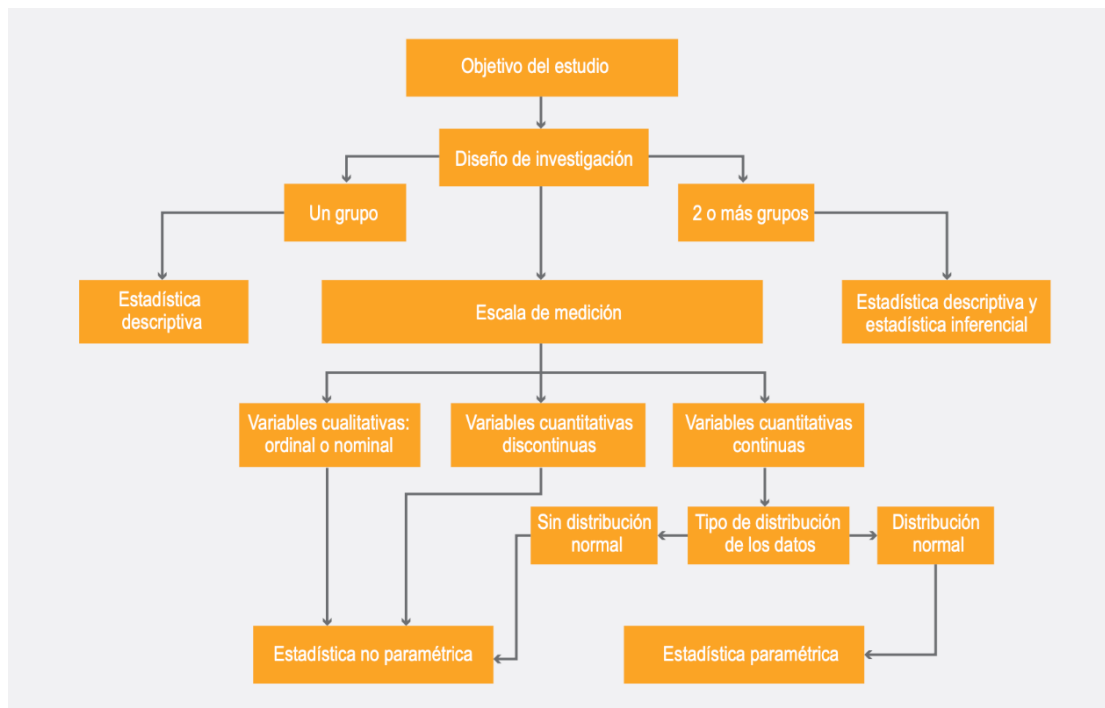 Objetivo del estudio
Diseño de investigación
Un grupo
2 o más grupos
Estadística
descriptiva
Escala de medición
Estadística descriptiva y
estadística inferencial
Variables cualitativas:
ordinal o nominal
Variables cuantitativas
discontinuas
Variables cuantitativas
continuas
Sin distribución
normal
Tipo de distribución
de los datos
Distribución
normal
Estadística no paramétrica
Estadística paramétrica